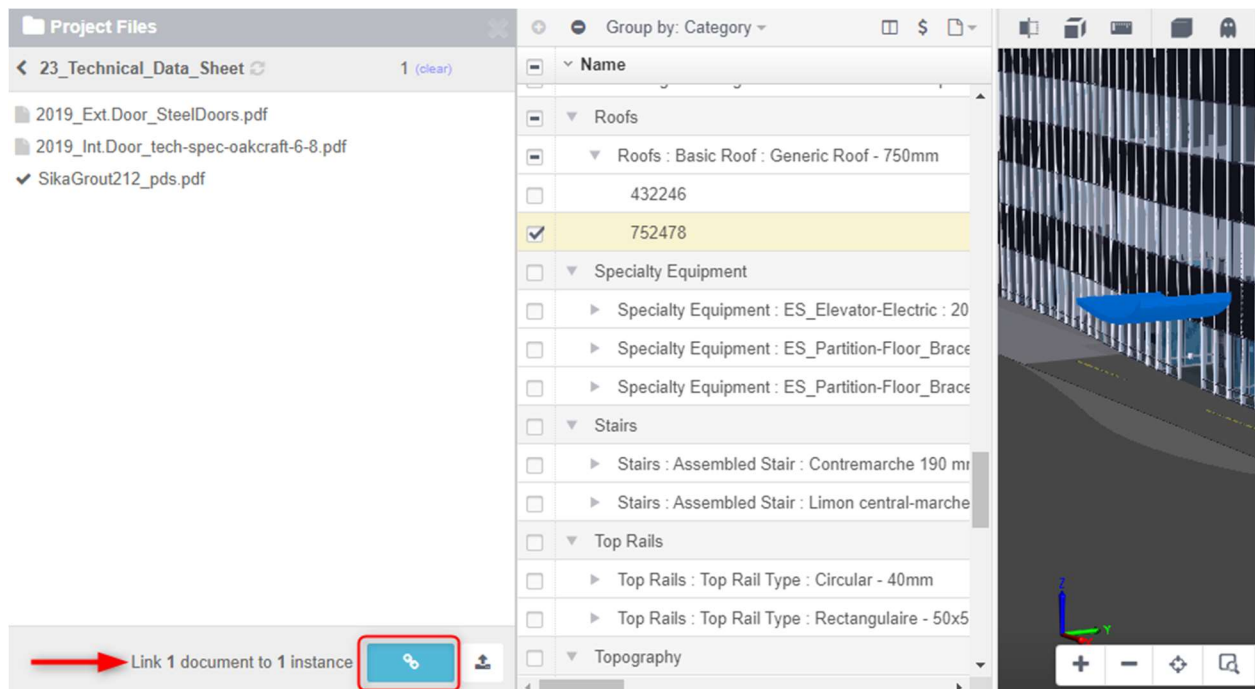 Project Files
23_Technical_Data_Sheet 1 (clear)
2019_Ext.Door_SteelDoors.pdf
2019_Int.Door_tech-spec-oakcraft-6-8.pdf
SikaGrout212_pds.pdf
Link 1 document to 1 instance
Group by: Category
$
Name
Roofs
Roofs : Basic Roof : Generic Roof - 750mm
432246
752478
Specialty Equipment
Specialty Equipment : ES_Elevator-Electric : 20
Specialty Equipment : ES_Partition-Floor_Brace
Specialty Equipment : ES_Partition-Floor_Brace
Stairs
Stairs : Assembled Stair : Contremarche 190 mr
Stairs : Assembled Stair : Limon central-marche
Top Rails
Top Rails : Top Rail Type : Circular - 40mm
Top Rails : Top Rail Type : Rectangulaire - 50x5
Topography
Z
Y